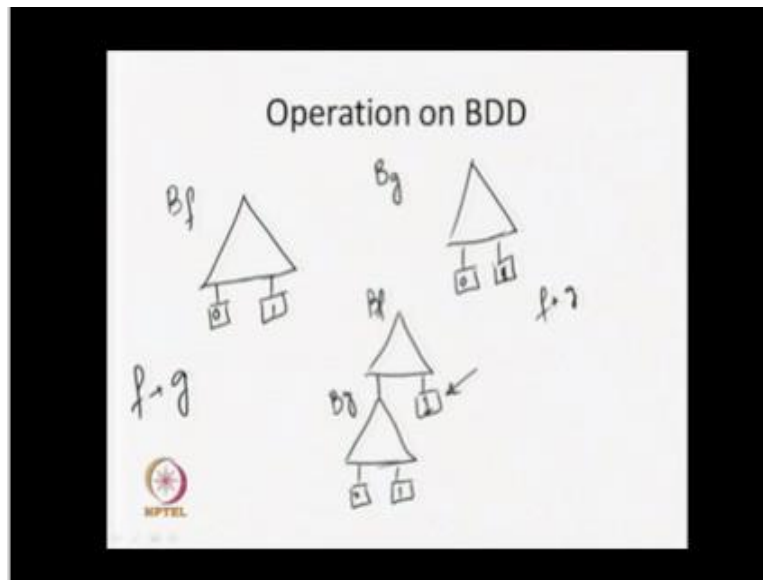 Operation on BDD
Bf
Bg
0 1
0 1
f+g
Bf
f+g
Bg
1
0 1
NPTEL